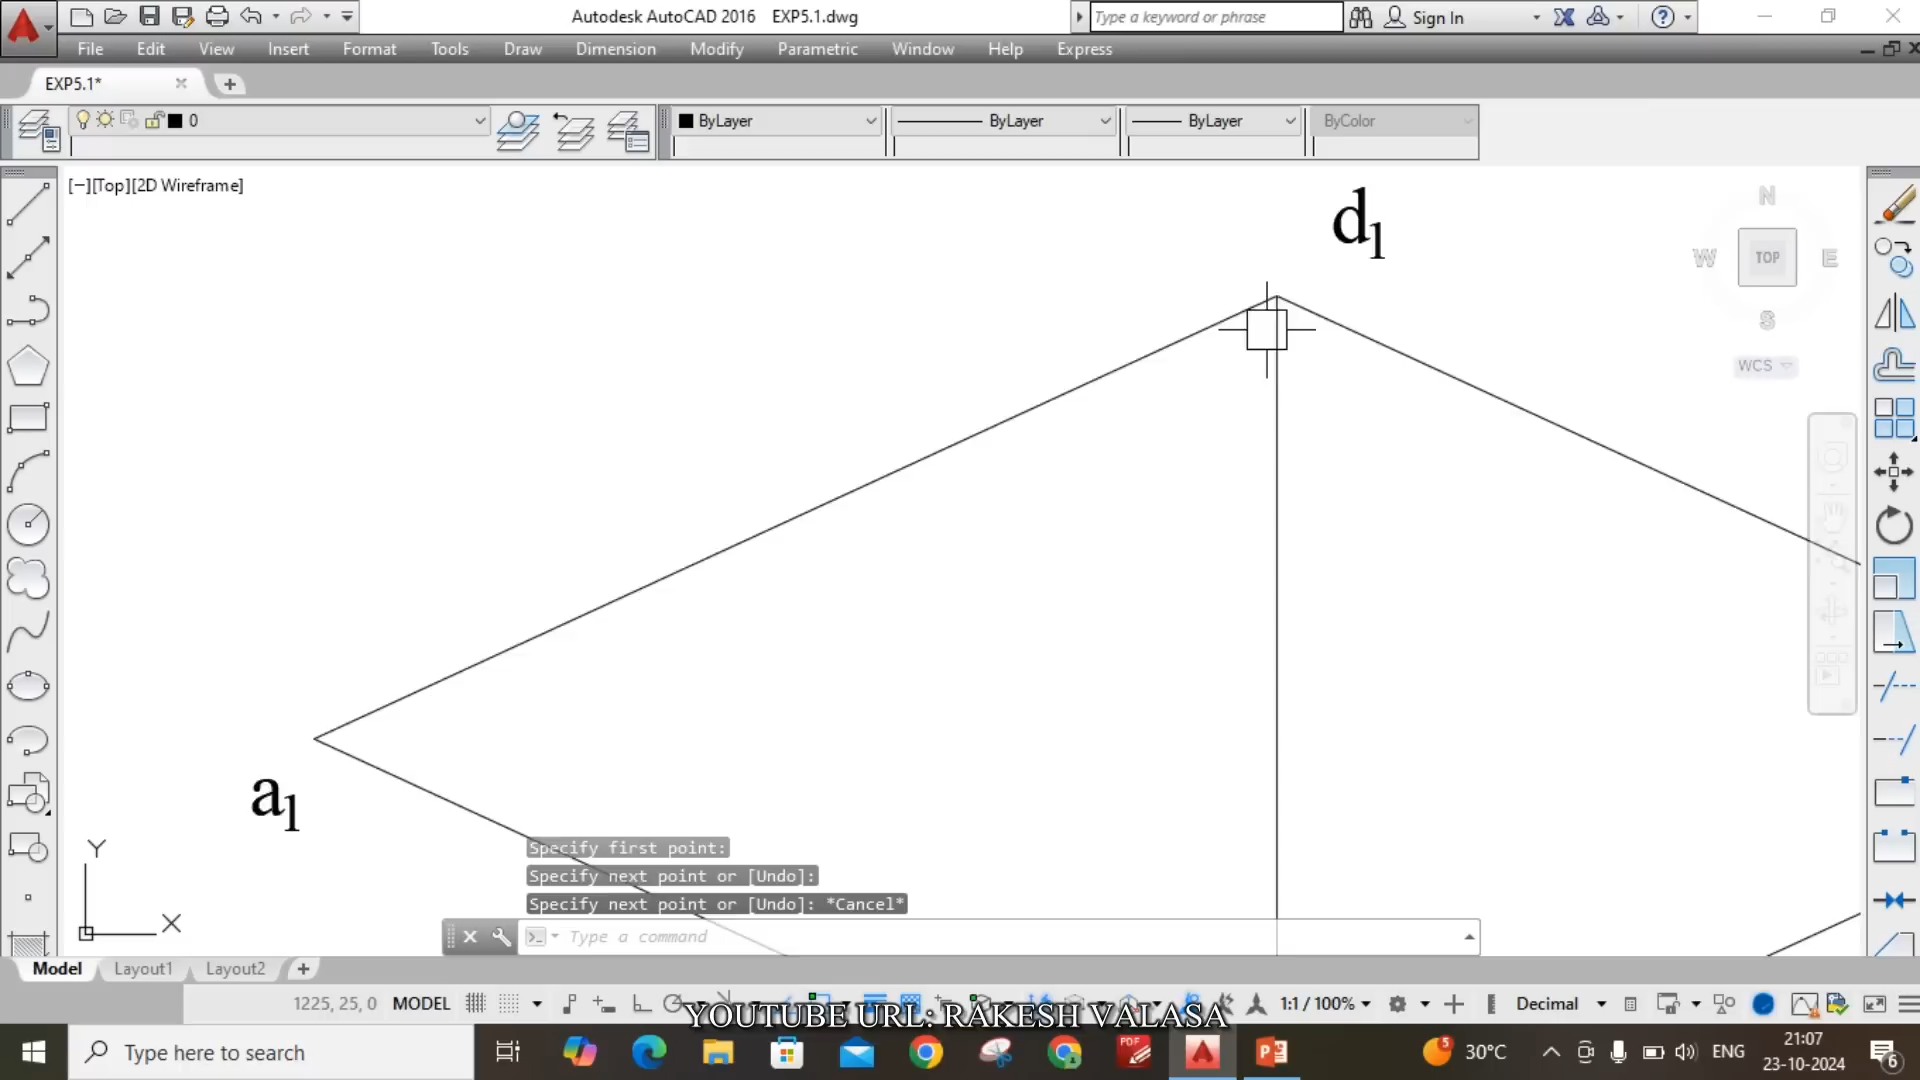 Autodesk AutoCAD 2016 EXP5.1.dwg
Type a keyword or phrase
Sign In
File Edit View Insert Format Tools Draw Dimension Modify Parametric Window Help Express
EXP5.1*
0
ByLayer
ByLayer
ByLayer
ByColor
[−][Top][2D Wireframe]
d1
N
W
TOP
E
S
WCS
a1
Y
X
Specify first point:
Specify next point or [Undo]:
Specify next point or [Undo]: *Cancel*
Type a command
Model Layout1 Layout2
1225, 25, 0 MODEL
1:1 / 100%
Decimal
YOUTUBE URL: RAKESH VALASA
Type here to search
PDF
5
30°C
ENG
21:07
23-10-2024
6